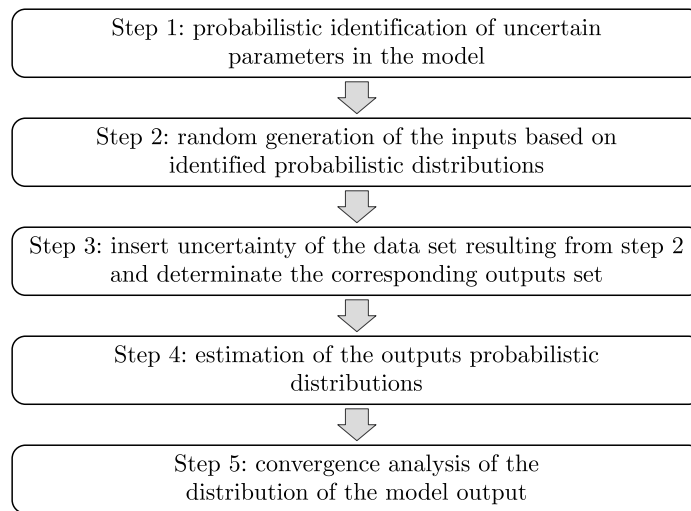 Step 1: probabilistic identification of uncertain
parameters in the model
Step 2: random generation of the inputs based on
identified probabilistic distributions
Step 3: insert uncertainty of the data set resulting from step 2
and determinate the corresponding outputs set
Step 4: estimation of the outputs probabilistic
distributions
Step 5: convergence analysis of the
distribution of the model output